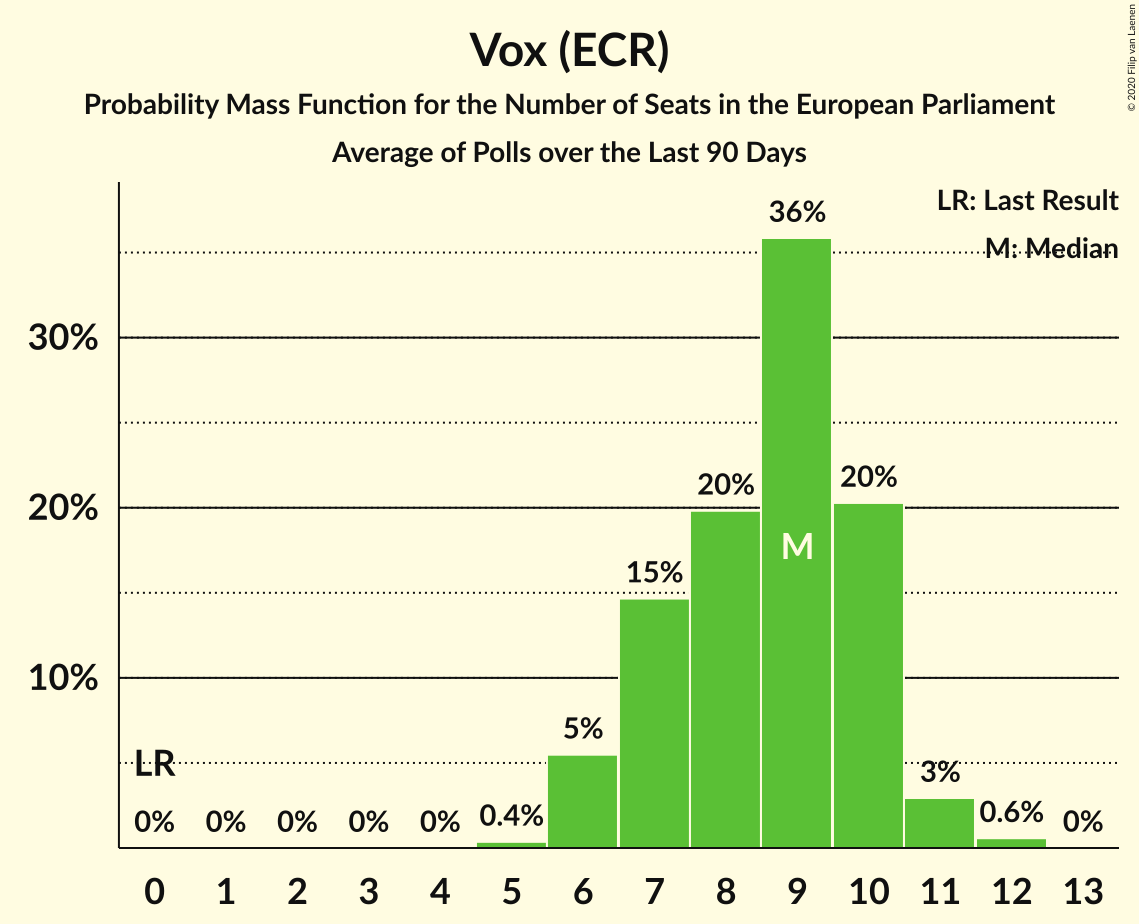 Vox (ECR)
Probability Mass Function for the Number of Seats in the European Parliament
Average of Polls over the Last 90 Days
© 2020 Filip van Laenen
LR: Last Result
M: Median
36%
30%
20%
20%
20%
M
15%
10%
5%
LR
3%
0% 0% 0% 0% 0% 0.4% 0.6% 0%
0 1 2 3 4 5 6 7 8 9 10 11 12 13